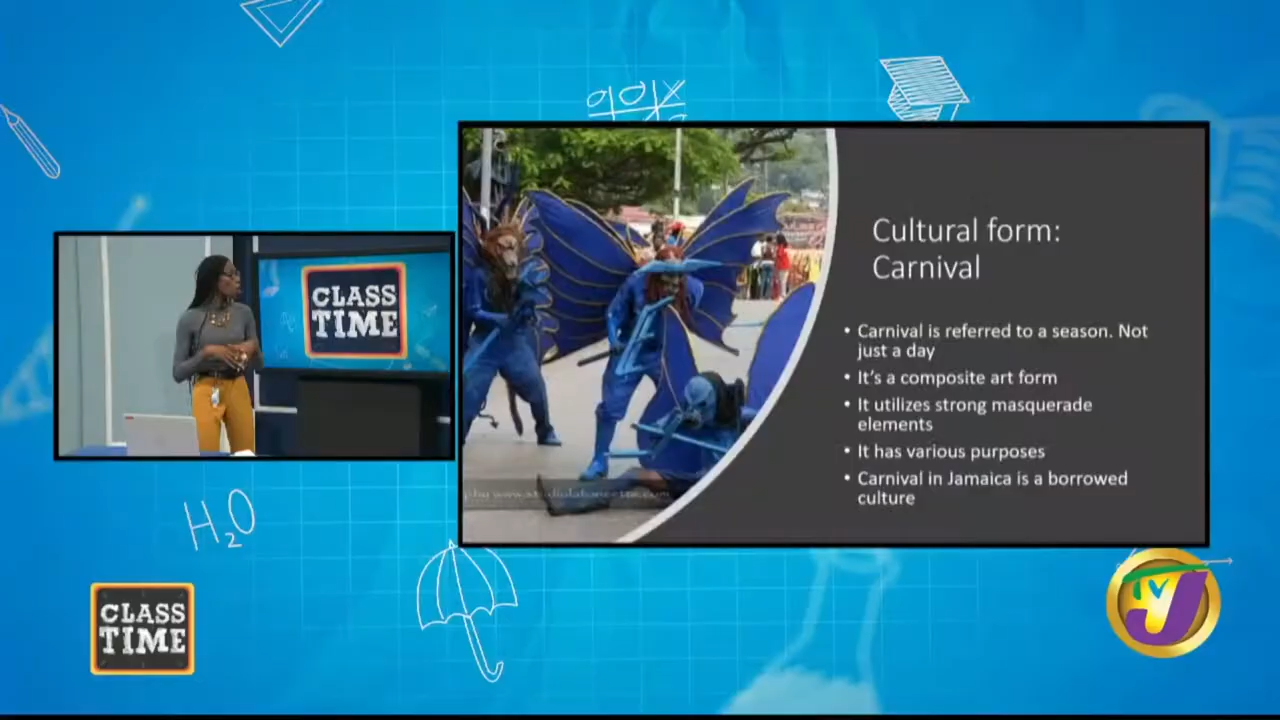 CLASS
TIME
Cultural form:
Carnival
• Carnival is referred to a season. Not
just a day
• It's a composite art form
• It utilizes strong masquerade
elements
• It has various purposes
• Carnival in Jamaica is a borrowed
culture
H₂O
CLASS
TIME
TVJ